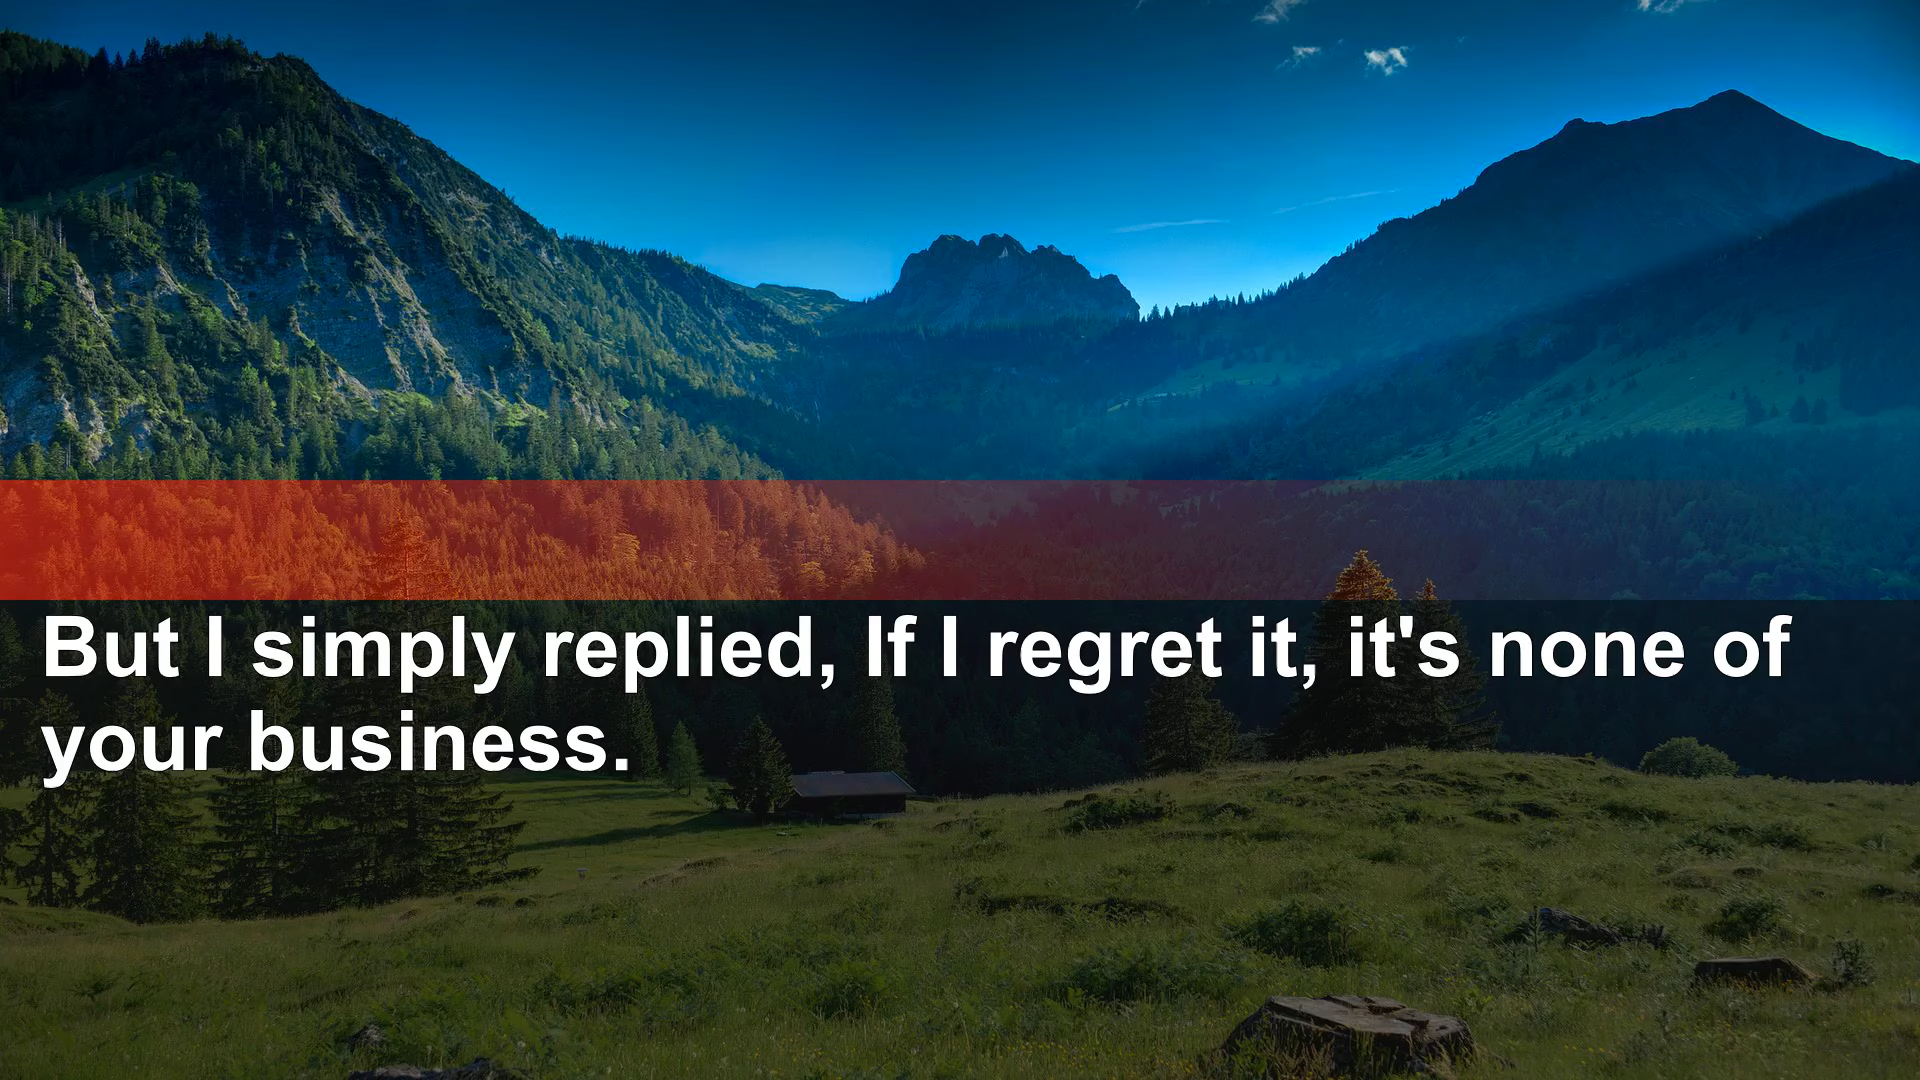 But I simply replied, If I regret it, it's none of
your business.